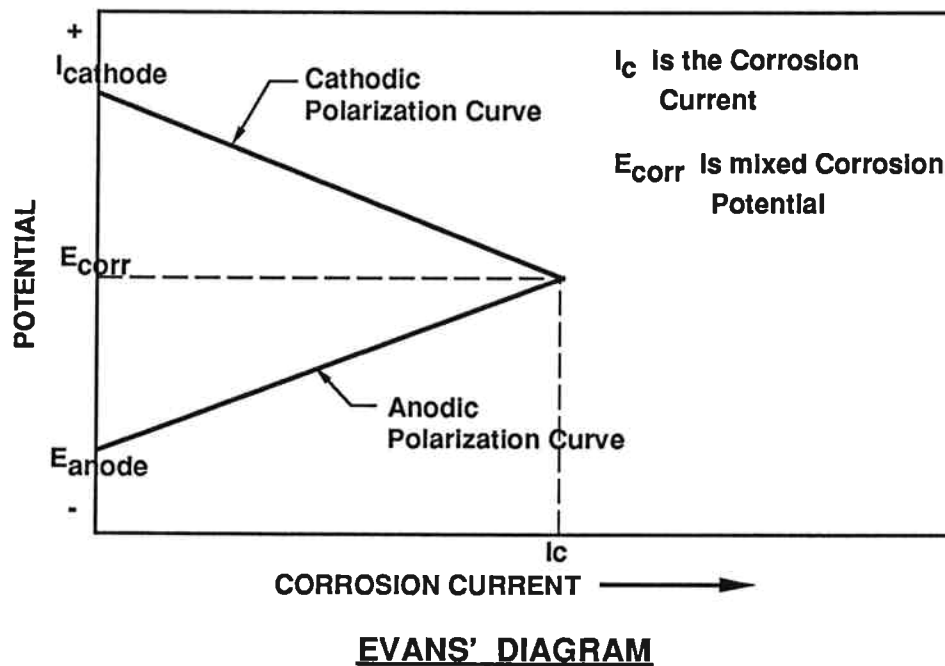 +
Icathode
Cathodic
Polarization Curve
Ic is the Corrosion
Current
Ecorr is mixed Corrosion
Potential
POTENTIAL
Ecorr
Anodic
Polarization Curve
Eanode
-
Ic
CORROSION CURRENT
EVANS' DIAGRAM